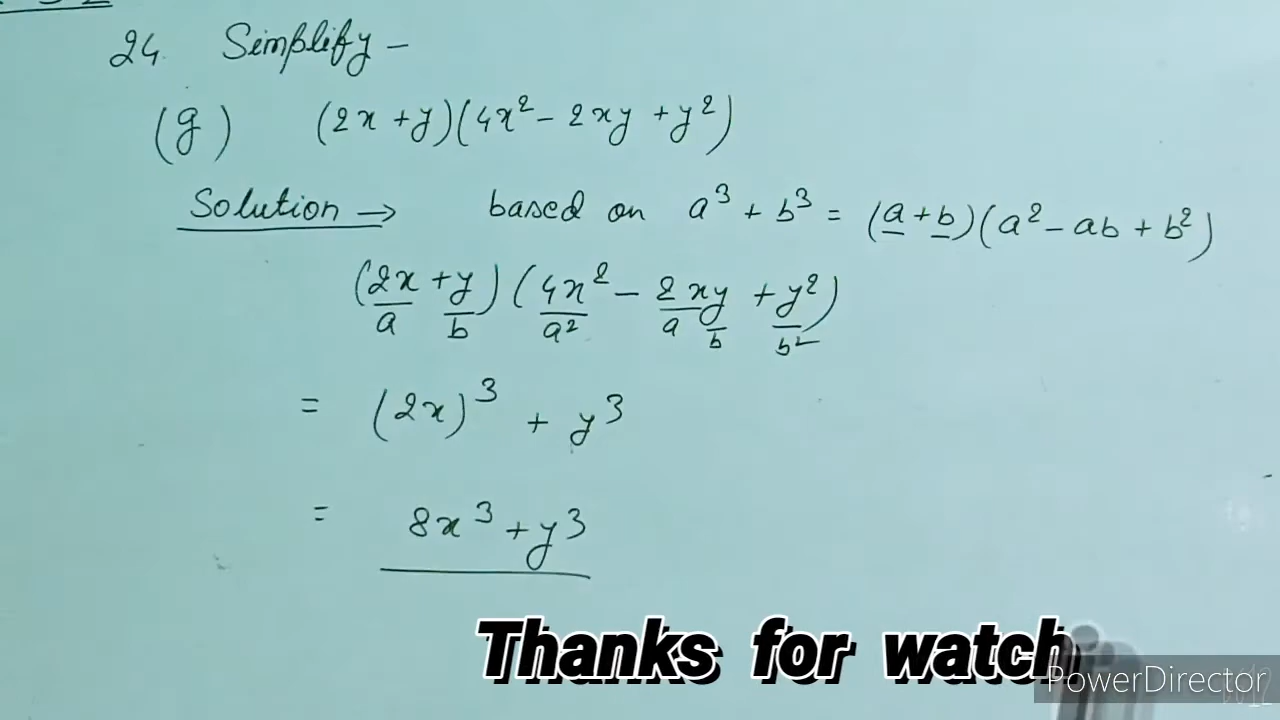 24. Simplify –
(g) (2x + y)(4x² – 2xy + y²)
Solution → based on a³ + b³ = (a + b)(a² – ab + b²)
(2x + y)(4x² – 2xy + y²)
a b a² a b b²
= (2x)³ + y³
= 8x³ + y³
Thanks for watch
PowerDirector